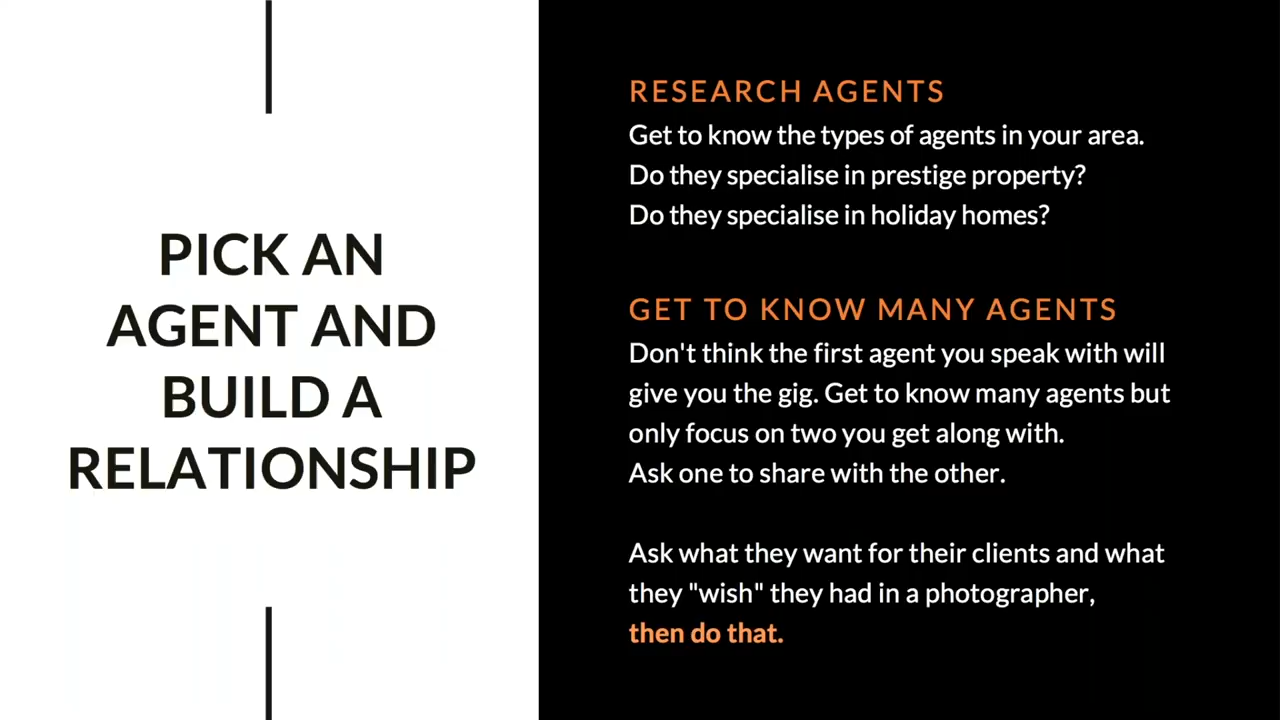 PICK AN
AGENT AND
BUILD A
RELATIONSHIP
RESEARCH AGENTS
Get to know the types of agents in your area.
Do they specialise in prestige property?
Do they specialise in holiday homes?
GET TO KNOW MANY AGENTS
Don't think the first agent you speak with will
give you the gig. Get to know many agents but
only focus on two you get along with.
Ask one to share with the other.
Ask what they want for their clients and what
they "wish" they had in a photographer,
then do that.